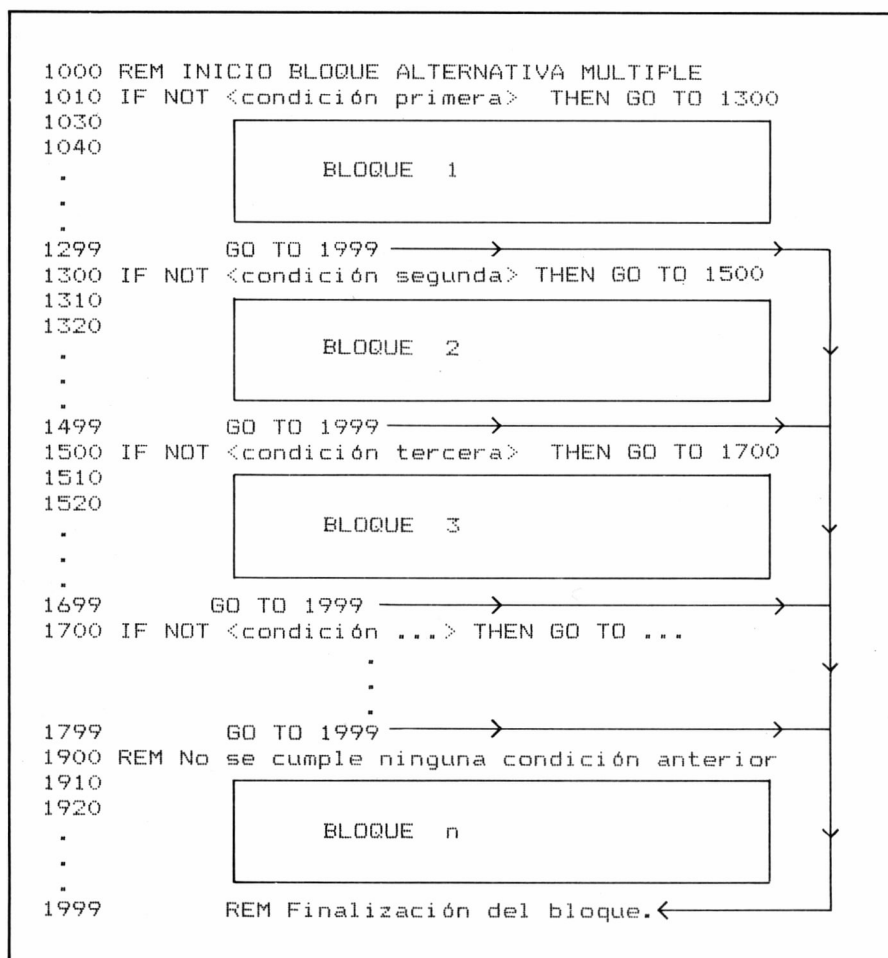 1000 REM INICIO BLOQUE ALTERNATIVA MULTIPLE
1010 IF NOT <condición primera> THEN GO TO 1300
1030
1040
BLOQUE 1
.
.
.
1299 GO TO 1999
1300 IF NOT <condición segunda> THEN GO TO 1500
1310
1320
BLOQUE 2
.
.
.
1499 GO TO 1999
1500 IF NOT <condición tercera> THEN GO TO 1700
1510
1520
BLOQUE 3
.
.
.
1699 GO TO 1999
1700 IF NOT <condición ...> THEN GO TO ...
.
.
.
1799 GO TO 1999
1900 REM No se cumple ninguna condición anterior
1910
1920
BLOQUE n
.
.
.
1999 REM Finalización del bloque.